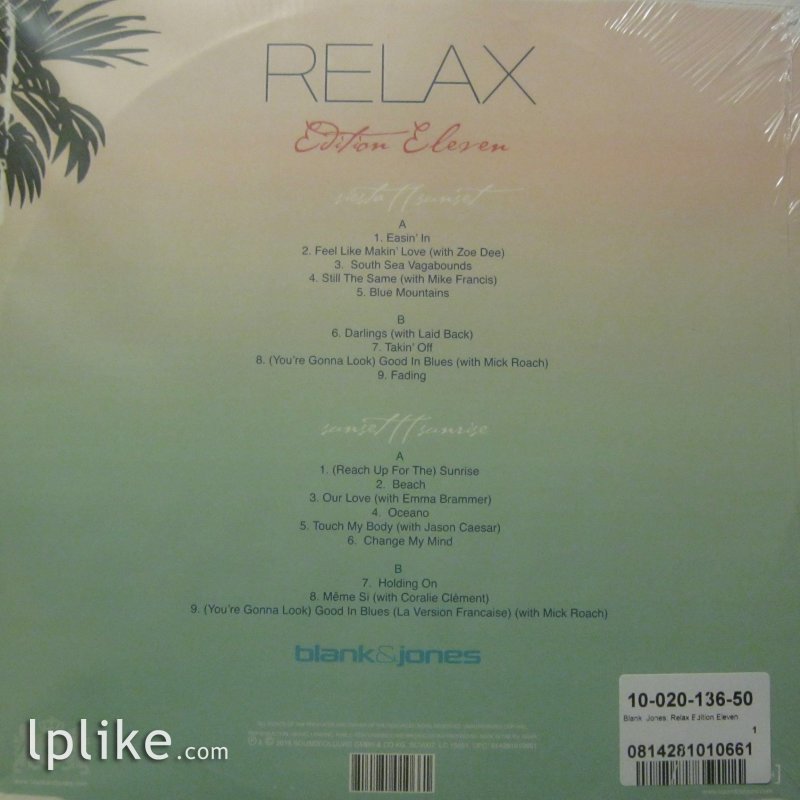 RELAX
Edition Eleven
siesta // sunset
A
1. Easin' In
2. Feel Like Makin' Love (with Zoe Dee)
3. South Sea Vagabounds
4. Still The Same (with Mike Francis)
5. Blue Mountains
B
6. Darlings (with Laid Back)
7. Takin' Off
8. (You're Gonna Look) Good In Blues (with Mick Roach)
9. Fading
sunset // sunrise
A
1. (Reach Up For The) Sunrise
2. Beach
3. Our Love (with Emma Brammer)
4. Oceano
5. Touch My Body (with Jason Caesar)
6. Change My Mind
B
7. Holding On
8. Même Si (with Coralie Clément)
9. (You're Gonna Look) Good In Blues (La Version Francaise) (with Mick Roach)
blank&jones
10-020-136-50
Blank Jones: Relax Edition Eleven
1
0814281010661
lplike.com